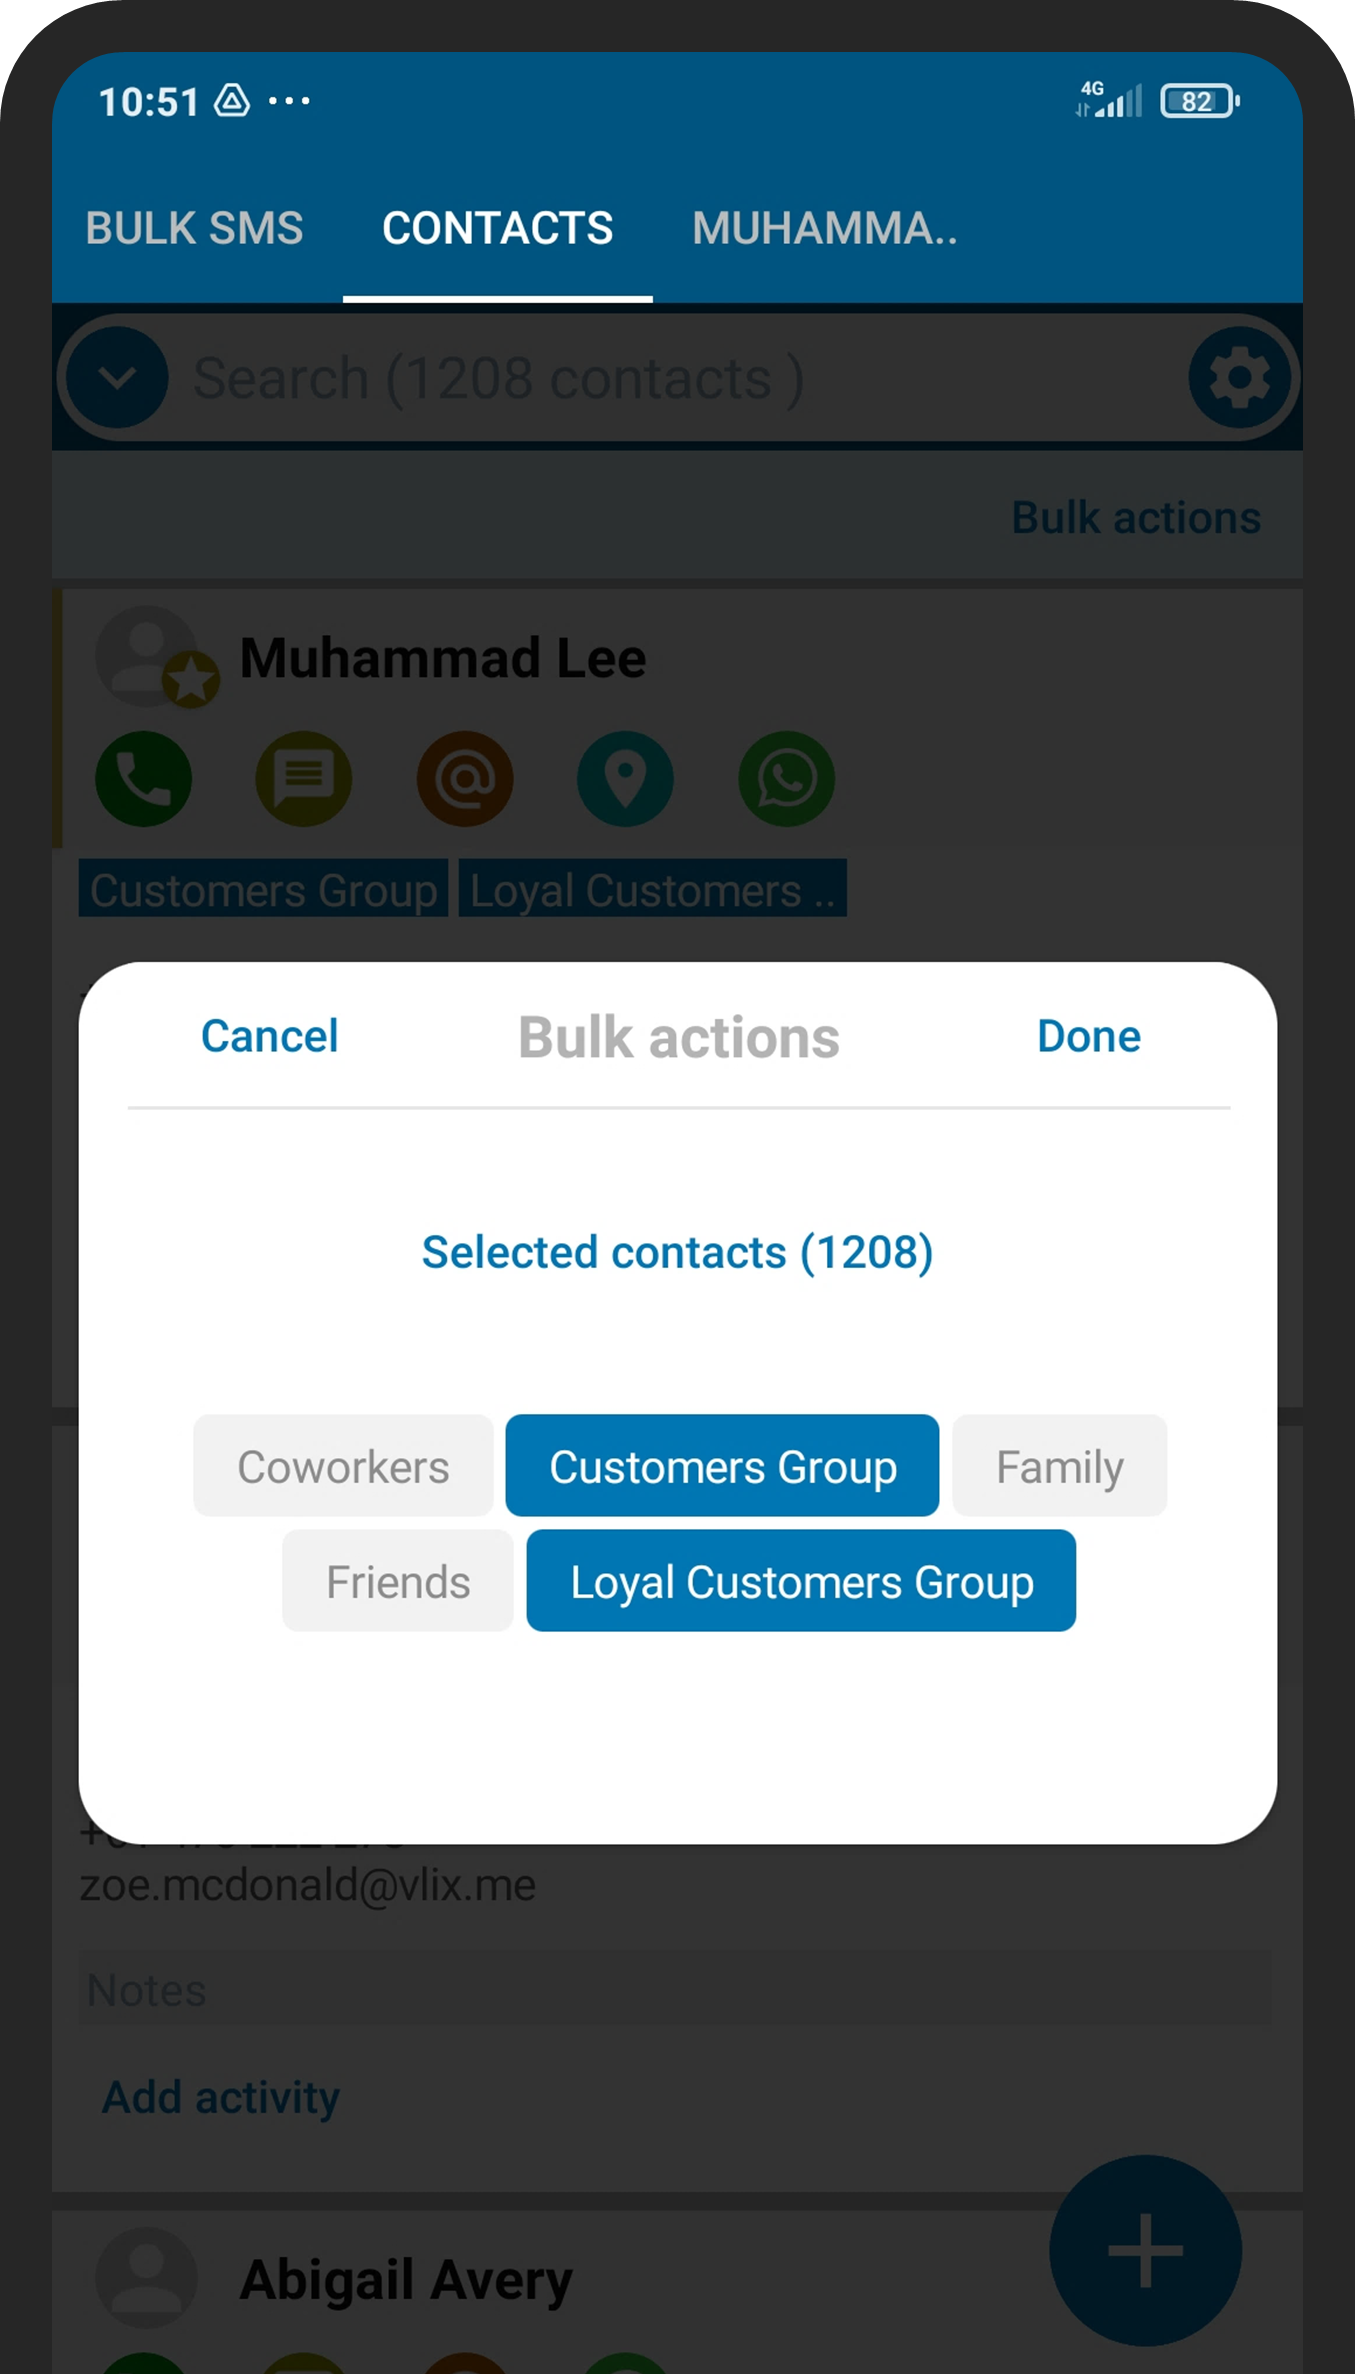 10:51
4G
82
BULK SMS CONTACTS MUHAMMA..
Search (1208 contacts )
Bulk actions
Muhammad Lee
Customers Group Loyal Customers ..
Cancel Bulk actions Done
Selected contacts (1208)
Coworkers Customers Group Family
Friends Loyal Customers Group
zoe.mcdonald@vlix.me
Notes
Add activity
Abigail Avery